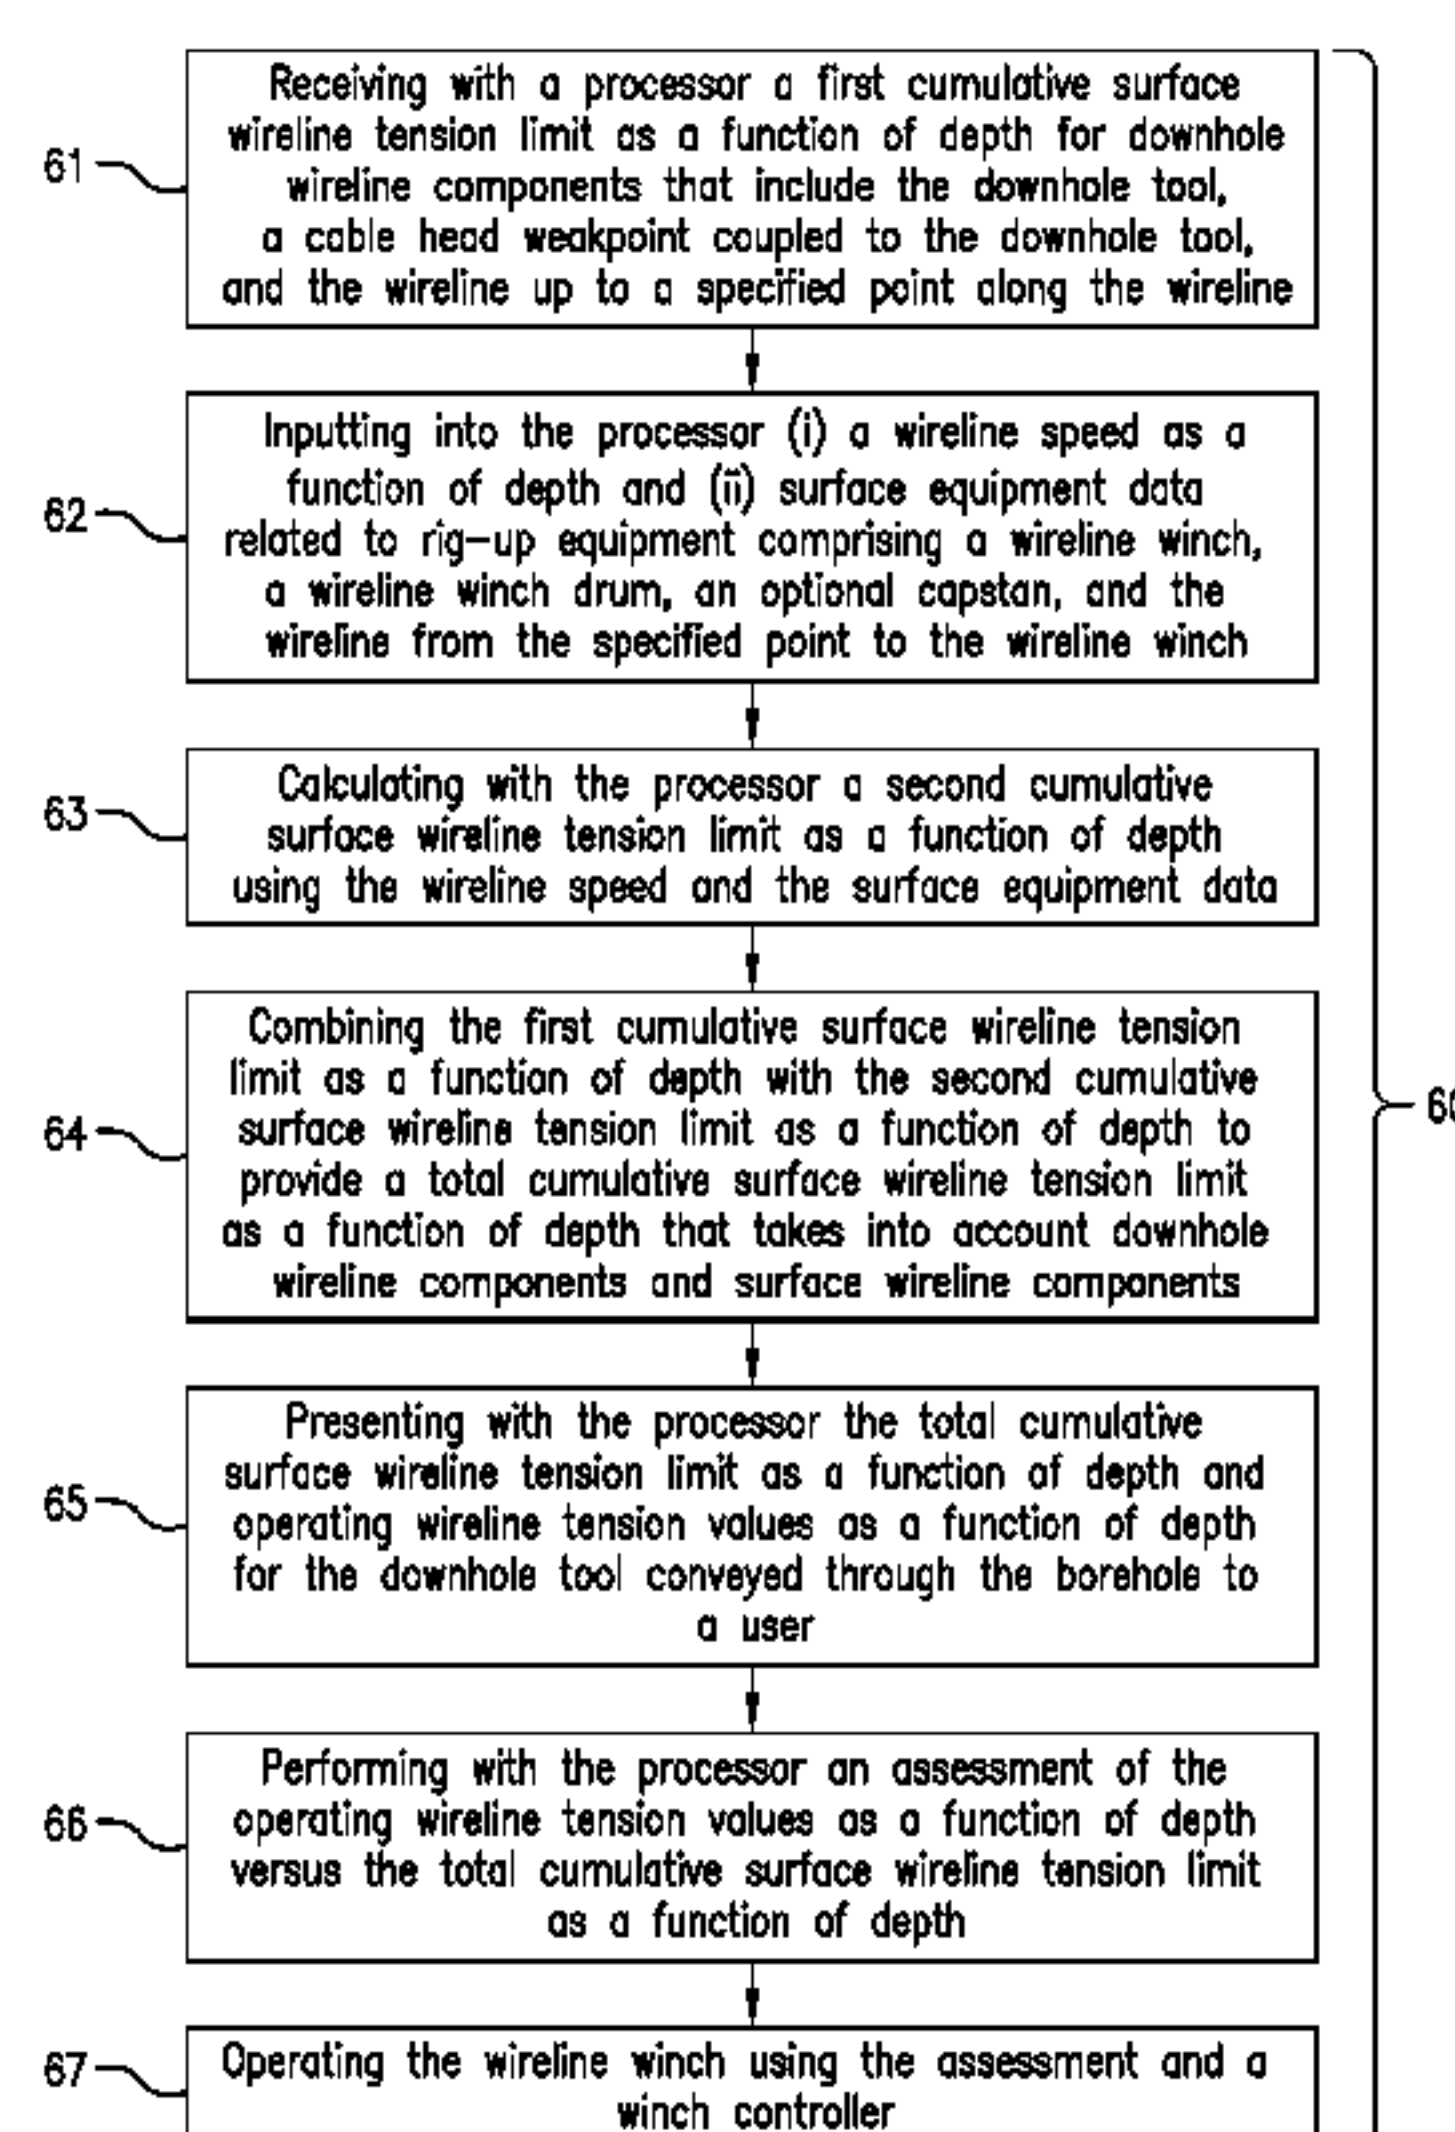 Receiving with a processor a first cumulative surface
wireline tension limit as a function of depth for downhole
61
wireline components that include the downhole tool,
a cable head weakpoint coupled to the downhole tool,
and the wireline up to a specified point along the wireline
Inputting into the processor (i) a wireline speed as a
function of depth and (ii) surface equipment data
62
related to rig-up equipment comprising a wireline winch,
a wireline winch drum, an optional capstan, and the
wireline from the specified point to the wireline winch
Calculating with the processor a second cumulative
63
surface wireline tension limit as a function of depth
using the wireline speed and the surface equipment data
Combining the first cumulative surface wireline tension
limit as a function of depth with the second cumulative
64
surface wireline tension limit as a function of depth to
provide a total cumulative surface wireline tension limit
as a function of depth that takes into account downhole
wireline components and surface wireline components
Presenting with the processor the total cumulative
surface wireline tension limit as a function of depth and
65
operating wireline tension values as a function of depth
for the downhole tool conveyed through the borehole to
a user
Performing with the processor an assessment of the
66
operating wireline tension values as a function of depth
versus the total cumulative surface wireline tension limit
as a function of depth
67
Operating the wireline winch using the assessment and a
winch controller